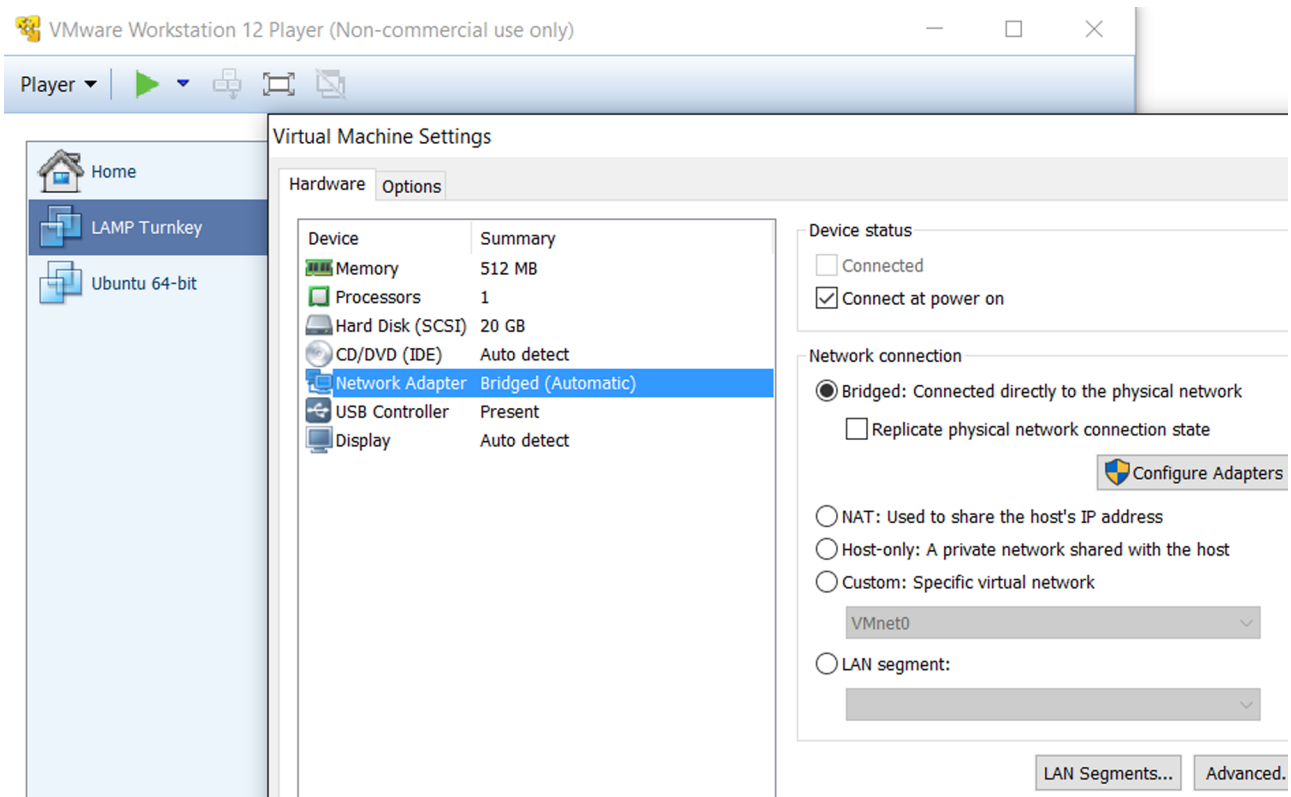 VMware Workstation 12 Player (Non-commercial use only)
Player
Virtual Machine Settings
Home
LAMP Turnkey
Ubuntu 64-bit
Hardware Options
Device Summary
Memory 512 MB
Processors 1
Hard Disk (SCSI) 20 GB
CD/DVD (IDE) Auto detect
Network Adapter Bridged (Automatic)
USB Controller Present
Display Auto detect
Device status
Connected
Connect at power on
Network connection
Bridged: Connected directly to the physical network
Replicate physical network connection state
Configure Adapters
NAT: Used to share the host's IP address
Host-only: A private network shared with the host
Custom: Specific virtual network
VMnet0
LAN segment:
LAN Segments... Advanced.